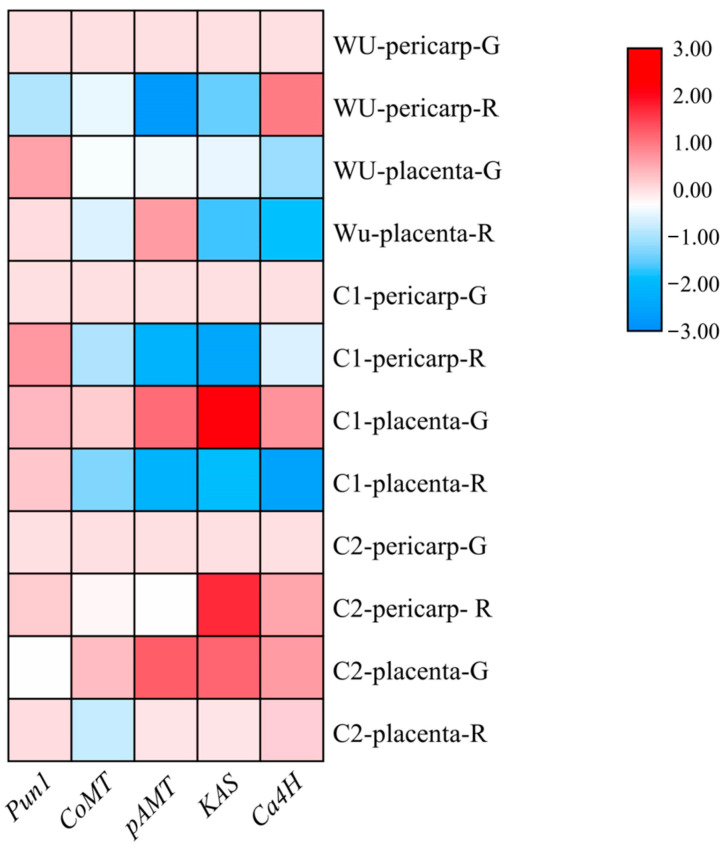 WU-pericarp-G
WU-pericarp-R
WU-placenta-G
Wu-placenta-R
C1-pericarp-G
C1-pericarp-R
C1-placenta-G
C1-placenta-R
C2-pericarp-G
C2-pericarp- R
C2-placenta-G
C2-placenta-R
Pun1 CoMT pAMT KAS Ca4H
3.00
2.00
1.00
0.00
−1.00
−2.00
−3.00